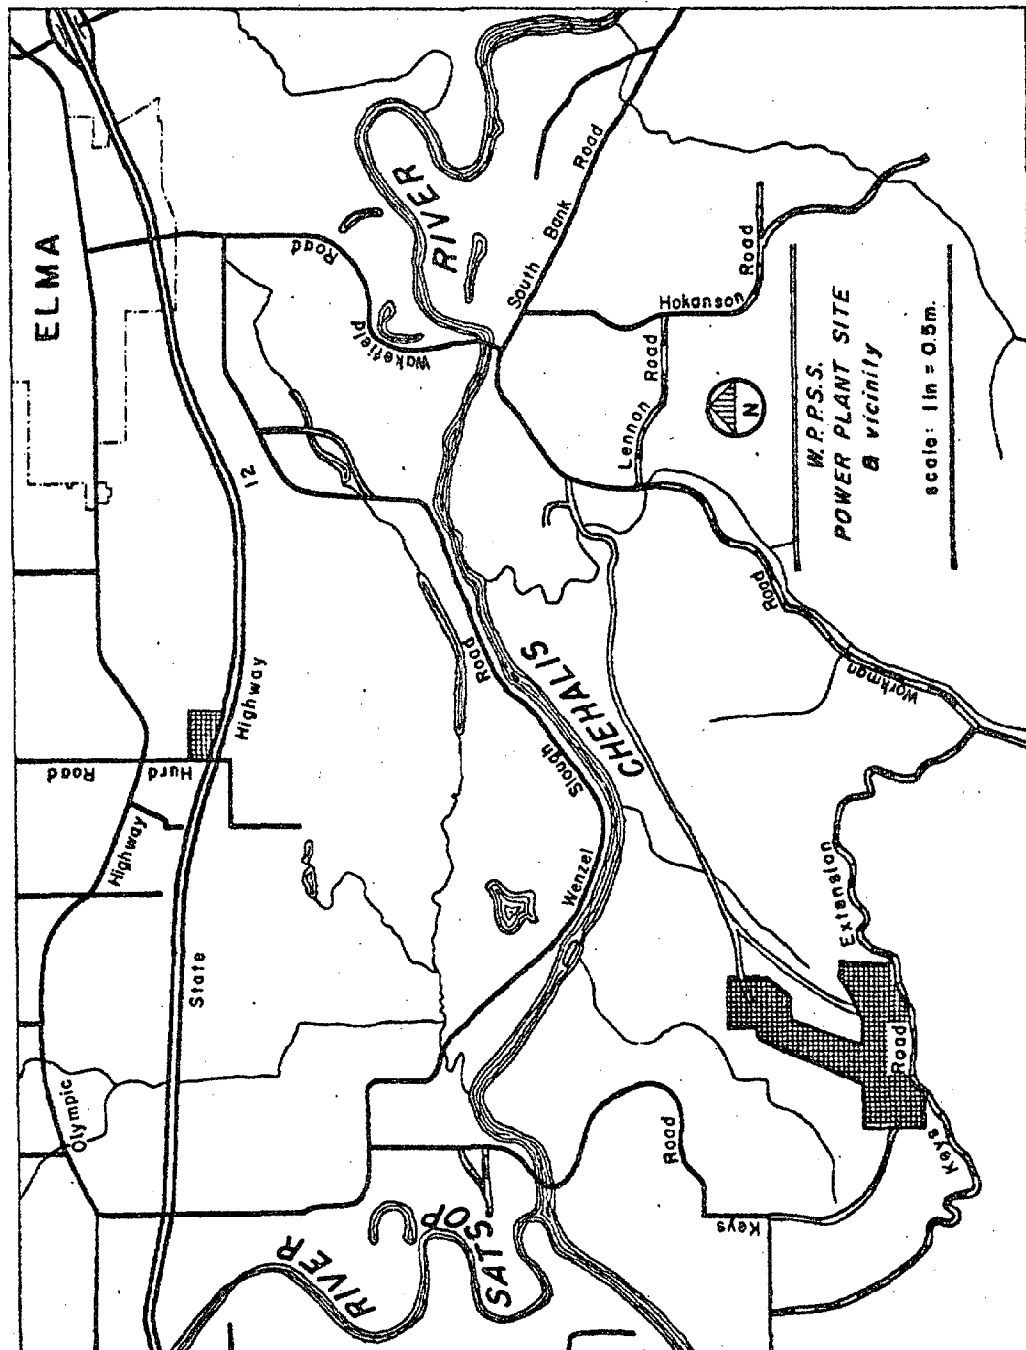 ELMA
RIVER
Road
Wakefield
South Bank Road
Hokanson
Road
Lennon
Road
N
W.P.P.S.S.
POWER PLANT SITE
& vicinity
scale: 1in = 0.5m.
12
Highway
State
Road
Hurd
Highway
Olympic
Road
Slough
Wenzel
CHEHALIS
Road
Workman
Extension
Road
Keys
Road
Keys
RIVER
RIVER
SATSOP